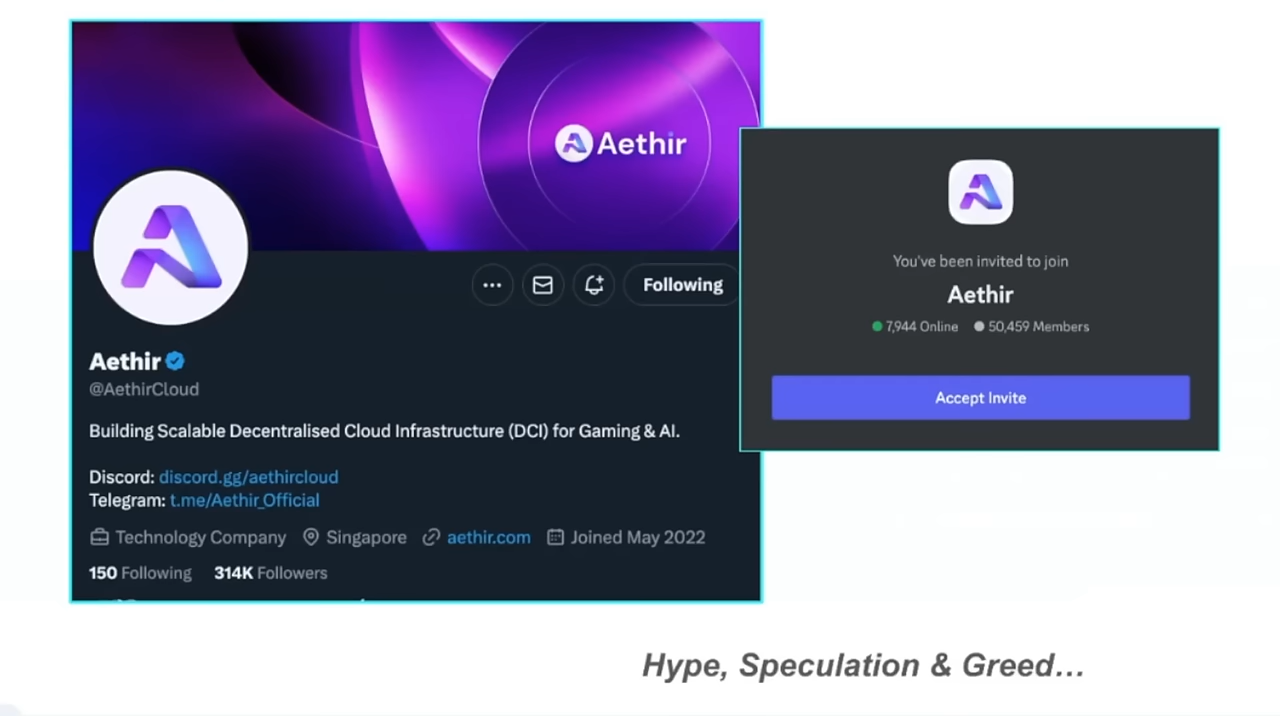 Aethir
Following
Aethir
@AethirCloud
Building Scalable Decentralised Cloud Infrastructure (DCI) for Gaming & AI.
Discord: discord.gg/aethircloud
Telegram: t.me/Aethir_Official
Technology Company Singapore aethir.com Joined May 2022
150 Following 314K Followers
You've been invited to join
Aethir
7,944 Online 50,459 Members
Accept Invite
Hype, Speculation & Greed...